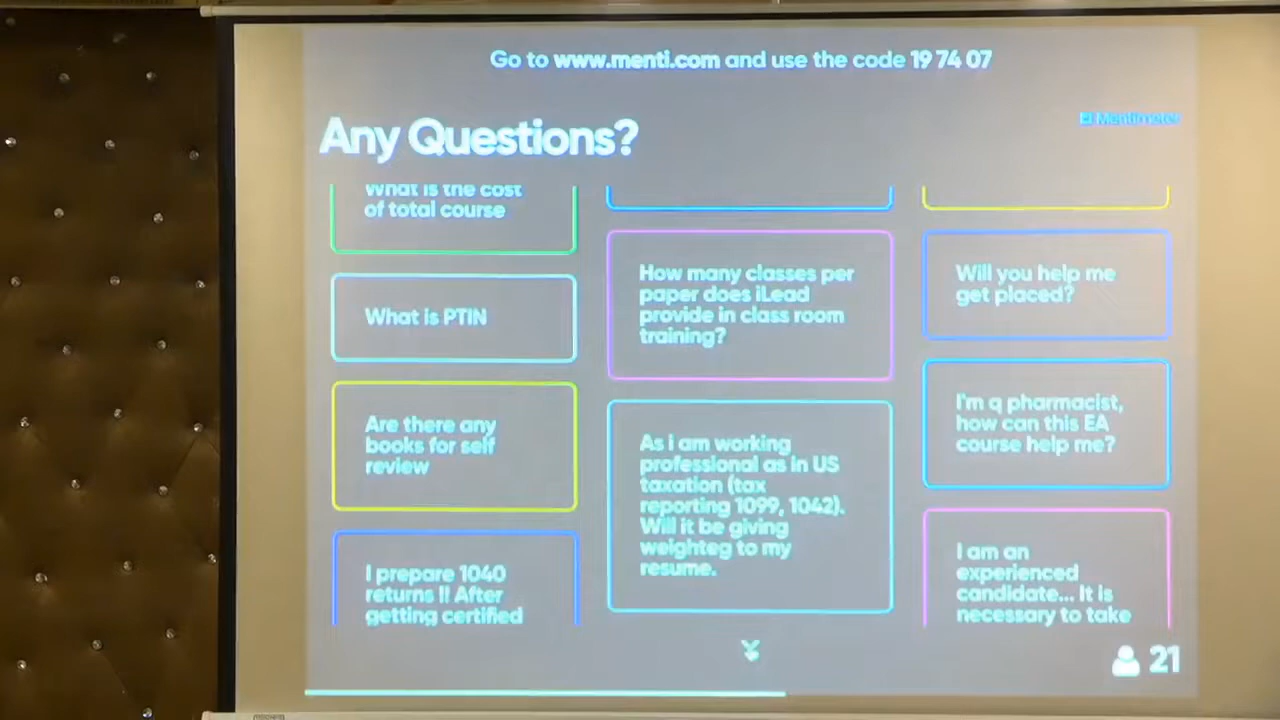 Go to www.menti.com and use the code 19 74 07
Any Questions?
Mentimeter
What is the cost
of total course
What is PTIN
Are there any
books for self
review
I prepare 1040
returns !! After
getting certified
How many classes per
paper does iLead
provide in class room
training?
As i am working
professional as in US
taxation (tax
reporting 1099, 1042).
Will it be giving
weighteg to my
resume.
Will you help me
get placed?
I'm q pharmacist,
how can this EA
course help me?
I am an
experienced
candidate... It is
necessary to take
21